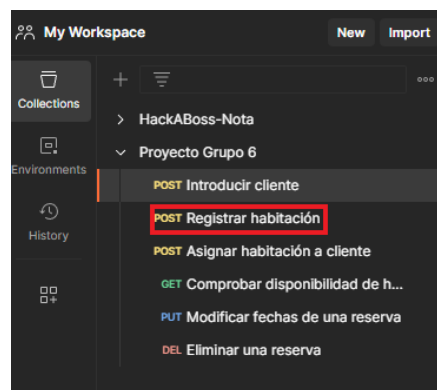 My Workspace
New
Import
Collections
HackABoss-Nota
Proyecto Grupo 6
Environments
POST Introducir cliente
POST Registrar habitación
History
POST Asignar habitación a cliente
GET Comprobar disponibilidad de h...
PUT Modificar fechas de una reserva
DEL Eliminar una reserva